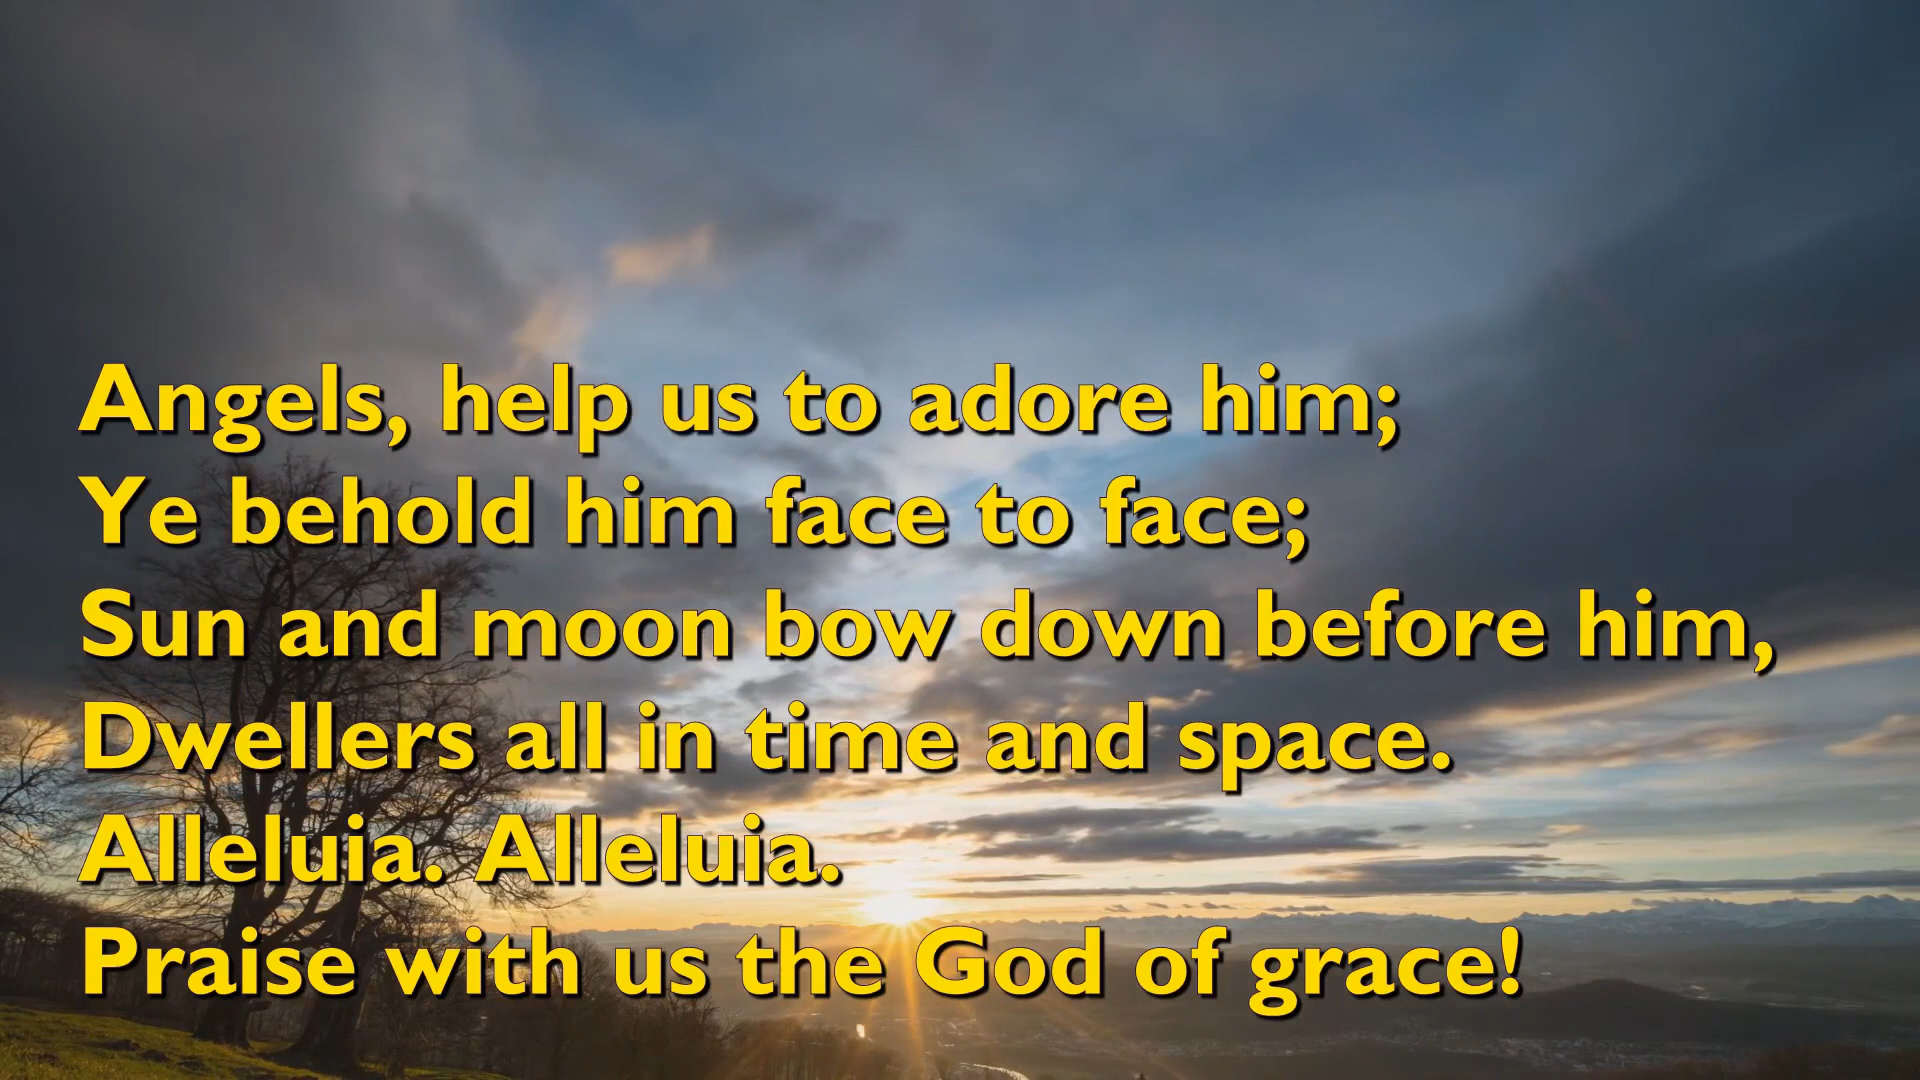 Angels, help us to adore him;
Ye behold him face to face;
Sun and moon bow down before him,
Dwellers all in time and space.
Alleluia. Alleluia.
Praise with us the God of grace!